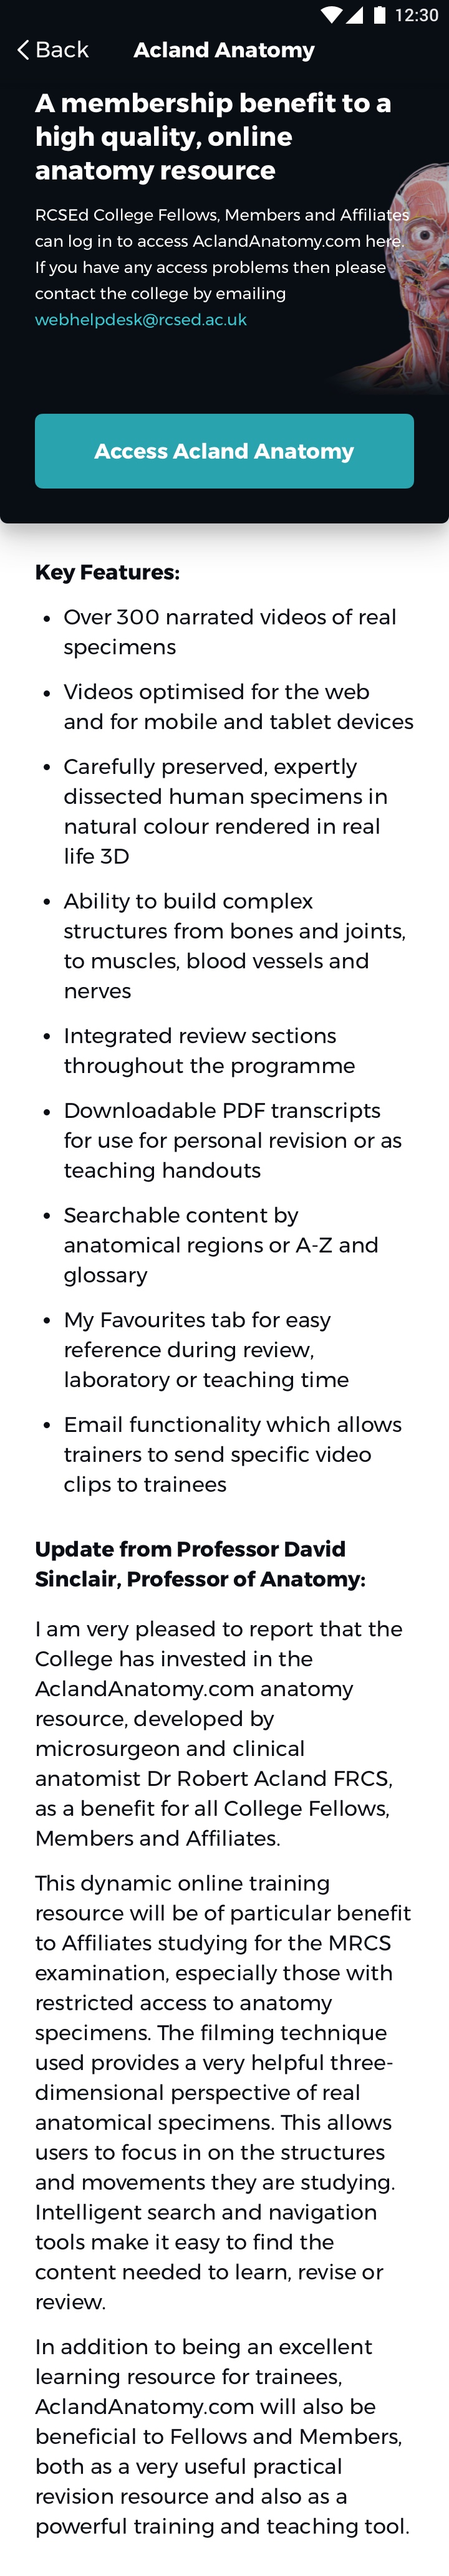 12:30
Back
Acland Anatomy
A membership benefit to a
high quality, online
anatomy resource
RCSEd College Fellows, Members and Affiliates
can log in to access AclandAnatomy.com here.
If you have any access problems then please
contact the college by emailing
webhelpdesk@rcsed.ac.uk
Access Acland Anatomy
Key Features:
• Over 300 narrated videos of real
specimens
• Videos optimised for the web
and for mobile and tablet devices
• Carefully preserved, expertly
dissected human specimens in
natural colour rendered in real
life 3D
• Ability to build complex
structures from bones and joints,
to muscles, blood vessels and
nerves
• Integrated review sections
throughout the programme
• Downloadable PDF transcripts
for use for personal revision or as
teaching handouts
• Searchable content by
anatomical regions or A-Z and
glossary
• My Favourites tab for easy
reference during review,
laboratory or teaching time
• Email functionality which allows
trainers to send specific video
clips to trainees
Update from Professor David
Sinclair, Professor of Anatomy:
I am very pleased to report that the
College has invested in the
AclandAnatomy.com anatomy
resource, developed by
microsurgeon and clinical
anatomist Dr Robert Acland FRCS,
as a benefit for all College Fellows,
Members and Affiliates.
This dynamic online training
resource will be of particular benefit
to Affiliates studying for the MRCS
examination, especially those with
restricted access to anatomy
specimens. The filming technique
used provides a very helpful three-
dimensional perspective of real
anatomical specimens. This allows
users to focus in on the structures
and movements they are studying.
Intelligent search and navigation
tools make it easy to find the
content needed to learn, revise or
review.
In addition to being an excellent
learning resource for trainees,
AclandAnatomy.com will also be
beneficial to Fellows and Members,
both as a very useful practical
revision resource and also as a
powerful training and teaching tool.